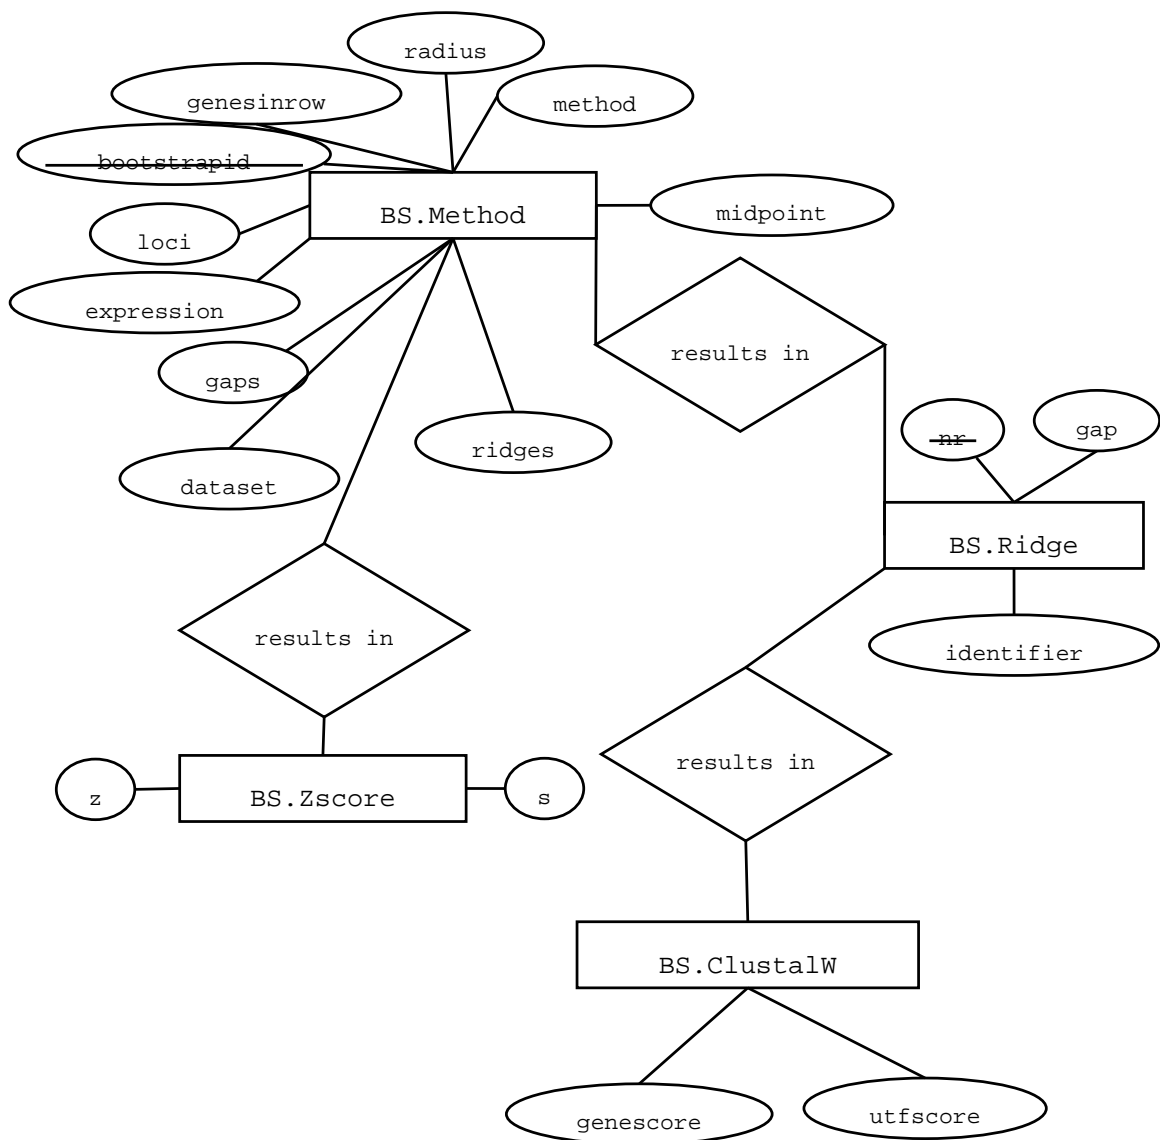 radius
genesinrow
method
bootstrapid
BS.Method
midpoint
loci
expression
results in
gaps
ridges
dataset
nr
gap
BS.Ridge
results in
identifier
results in
z
BS.Zscore
s
BS.ClustalW
genescore
utfscore